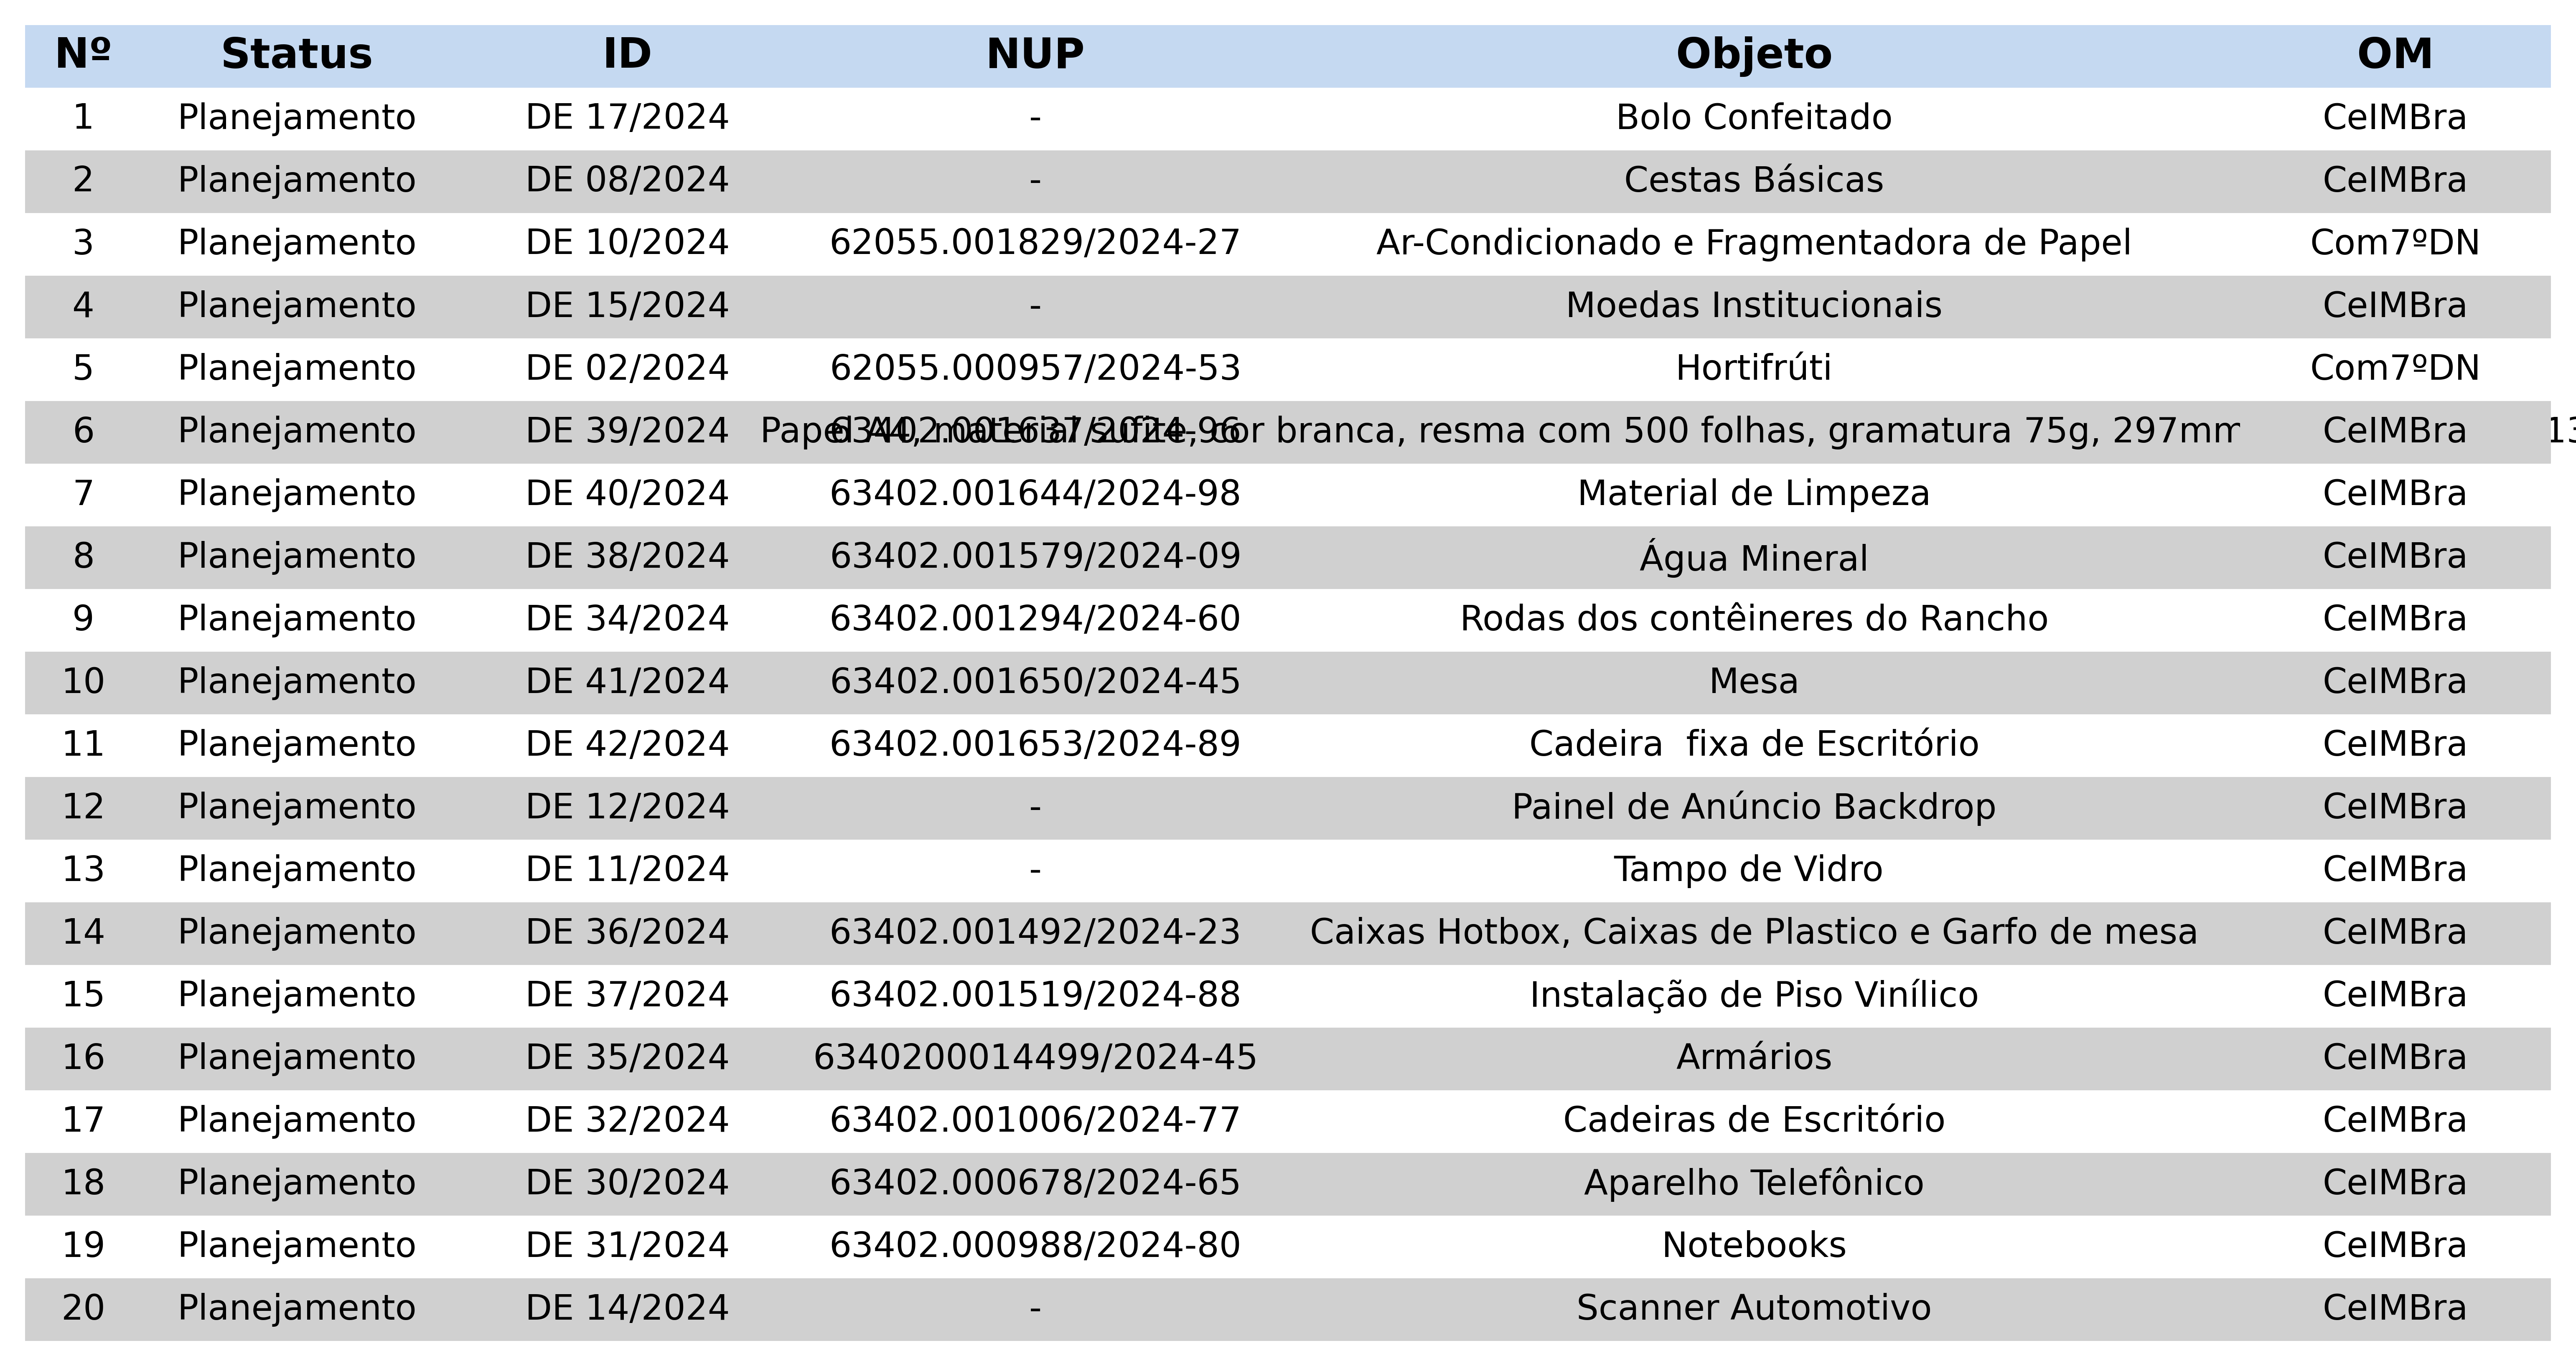 Nº Status ID NUP Objeto OM
1 Planejamento DE 17/2024 - Bolo Confeitado CeIMBra
2 Planejamento DE 08/2024 - Cestas Básicas CeIMBra
3 Planejamento DE 10/2024 62055.001829/2024-27 Ar-Condicionado e Fragmentadora de Papel Com7ºDN
4 Planejamento DE 15/2024 - Moedas Institucionais CeIMBra
5 Planejamento DE 02/2024 62055.000957/2024-53 Hortifrúti Com7ºDN
6 Planejamento DE 39/2024 63402.001637/2024-96 Papel A4, material sulfite, cor branca, resma com 500 folhas, gramatura 75g, 297mm CeIMBra
7 Planejamento DE 40/2024 63402.001644/2024-98 Material de Limpeza CeIMBra
8 Planejamento DE 38/2024 63402.001579/2024-09 Água Mineral CeIMBra
9 Planejamento DE 34/2024 63402.001294/2024-60 Rodas dos contêineres do Rancho CeIMBra
10 Planejamento DE 41/2024 63402.001650/2024-45 Mesa CeIMBra
11 Planejamento DE 42/2024 63402.001653/2024-89 Cadeira  fixa de Escritório CeIMBra
12 Planejamento DE 12/2024 - Painel de Anúncio Backdrop CeIMBra
13 Planejamento DE 11/2024 - Tampo de Vidro CeIMBra
14 Planejamento DE 36/2024 63402.001492/2024-23 Caixas Hotbox, Caixas de Plastico e Garfo de mesa CeIMBra
15 Planejamento DE 37/2024 63402.001519/2024-88 Instalação de Piso Vinílico CeIMBra
16 Planejamento DE 35/2024 6340200014499/2024-45 Armários CeIMBra
17 Planejamento DE 32/2024 63402.001006/2024-77 Cadeiras de Escritório CeIMBra
18 Planejamento DE 30/2024 63402.000678/2024-65 Aparelho Telefônico CeIMBra
19 Planejamento DE 31/2024 63402.000988/2024-80 Notebooks CeIMBra
20 Planejamento DE 14/2024 - Scanner Automotivo CeIMBra